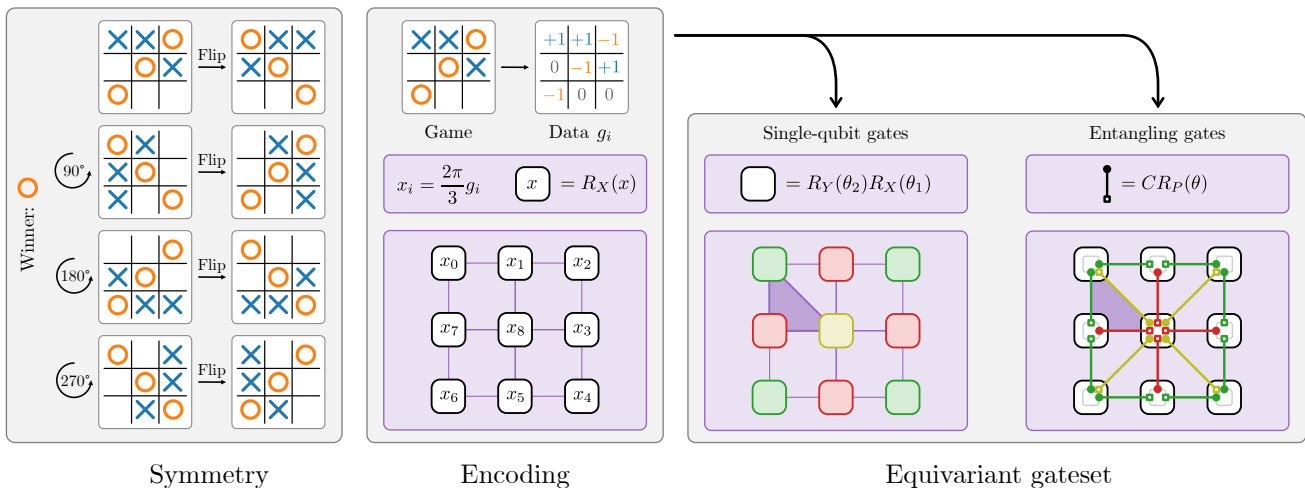 Winner:
Flip
90°
Flip
180°
Flip
270°
Flip
Symmetry
+1 +1 −1
0 −1 +1
−1 0 0
Game
Data g_i
x_i = 2π/3 g_i
x = R_X(x)
x_0 x_1 x_2
x_7 x_8 x_3
x_6 x_5 x_4
Encoding
Single-qubit gates
= R_Y(θ_2)R_X(θ_1)
Entangling gates
= CR_P(θ)
Equivariant gateset